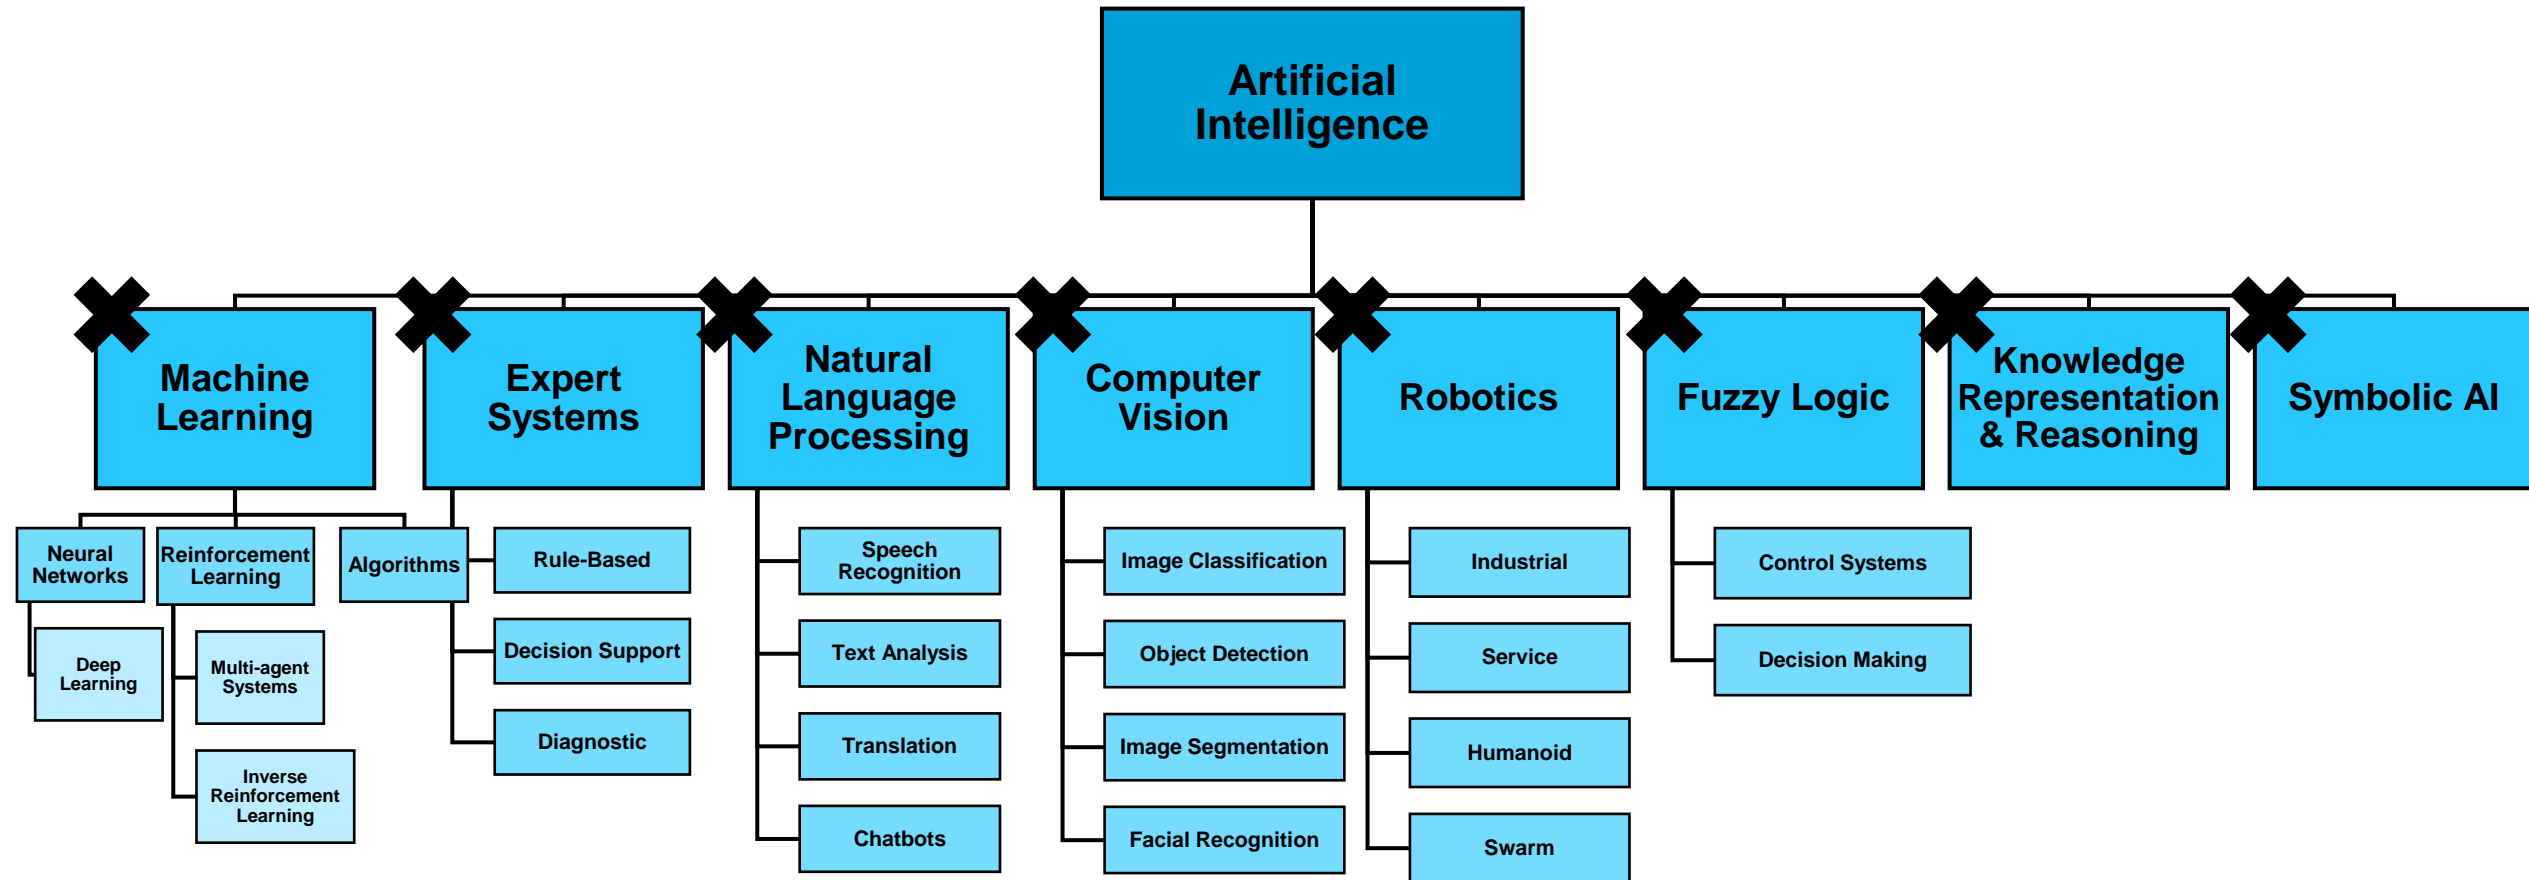 Artificial
Intelligence
Machine
Learning
Expert
Systems
Natural
Language
Processing
Computer
Vision
Robotics
Fuzzy Logic
Knowledge
Representation
& Reasoning
Symbolic AI
Neural
Networks
Deep
Learning
Reinforcement
Learning
Multi-agent
Systems
Inverse
Reinforcement
Learning
Algorithms
Rule-Based
Decision Support
Diagnostic
Speech
Recognition
Text Analysis
Translation
Chatbots
Image Classification
Object Detection
Image Segmentation
Facial Recognition
Industrial
Service
Humanoid
Swarm
Control Systems
Decision Making